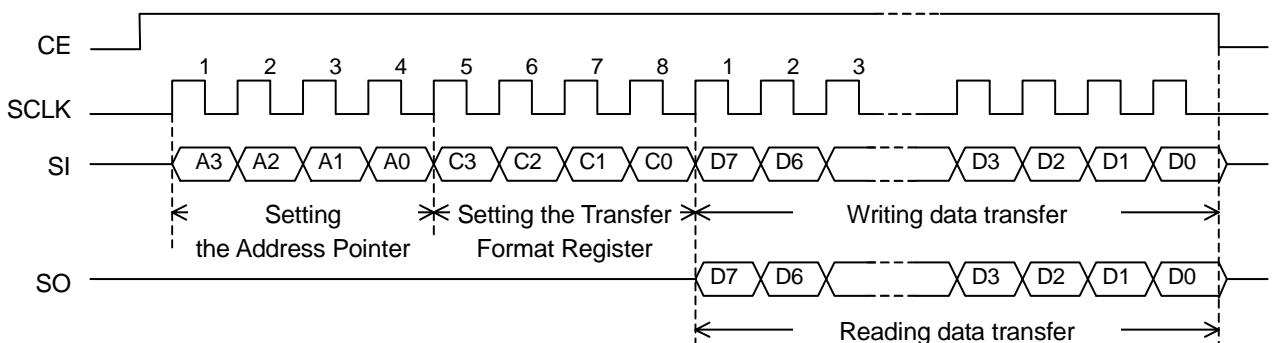 CE
1 2 3 4 5 6 7 8 1 2 3
SCLK
SI A3 A2 A1 A0 C3 C2 C1 C0 D7 D6 D3 D2 D1 D0
Setting Setting the Transfer Writing data transfer
the Address Pointer Format Register
SO D7 D6 D3 D2 D1 D0
Reading data transfer